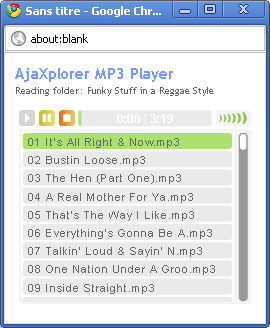 Sans titre - Google Chr...
about:blank
AjaXplorer MP3 Player
Reading folder: Funky Stuff in a Reggae Style
0:06 | 3:19
01 It's All Right & Now.mp3
02 Bustin Loose.mp3
03 The Hen (Part One).mp3
04 A Real Mother For Ya.mp3
05 That's The Way I Like.mp3
06 Everything's Gonna Be A.mp3
07 Talkin' Loud & Sayin' N.mp3
08 One Nation Under A Groo.mp3
09 Inside Straight.mp3